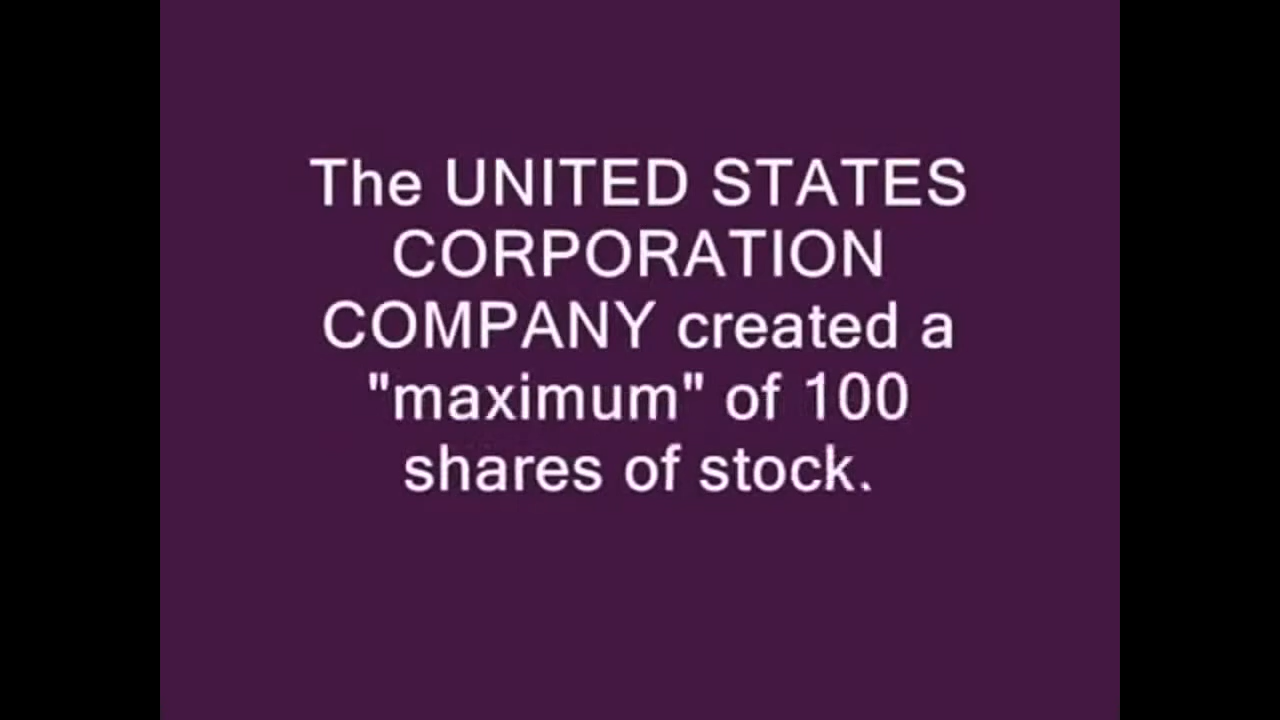 The UNITED STATES
CORPORATION
COMPANY created a
"maximum" of 100
shares of stock.